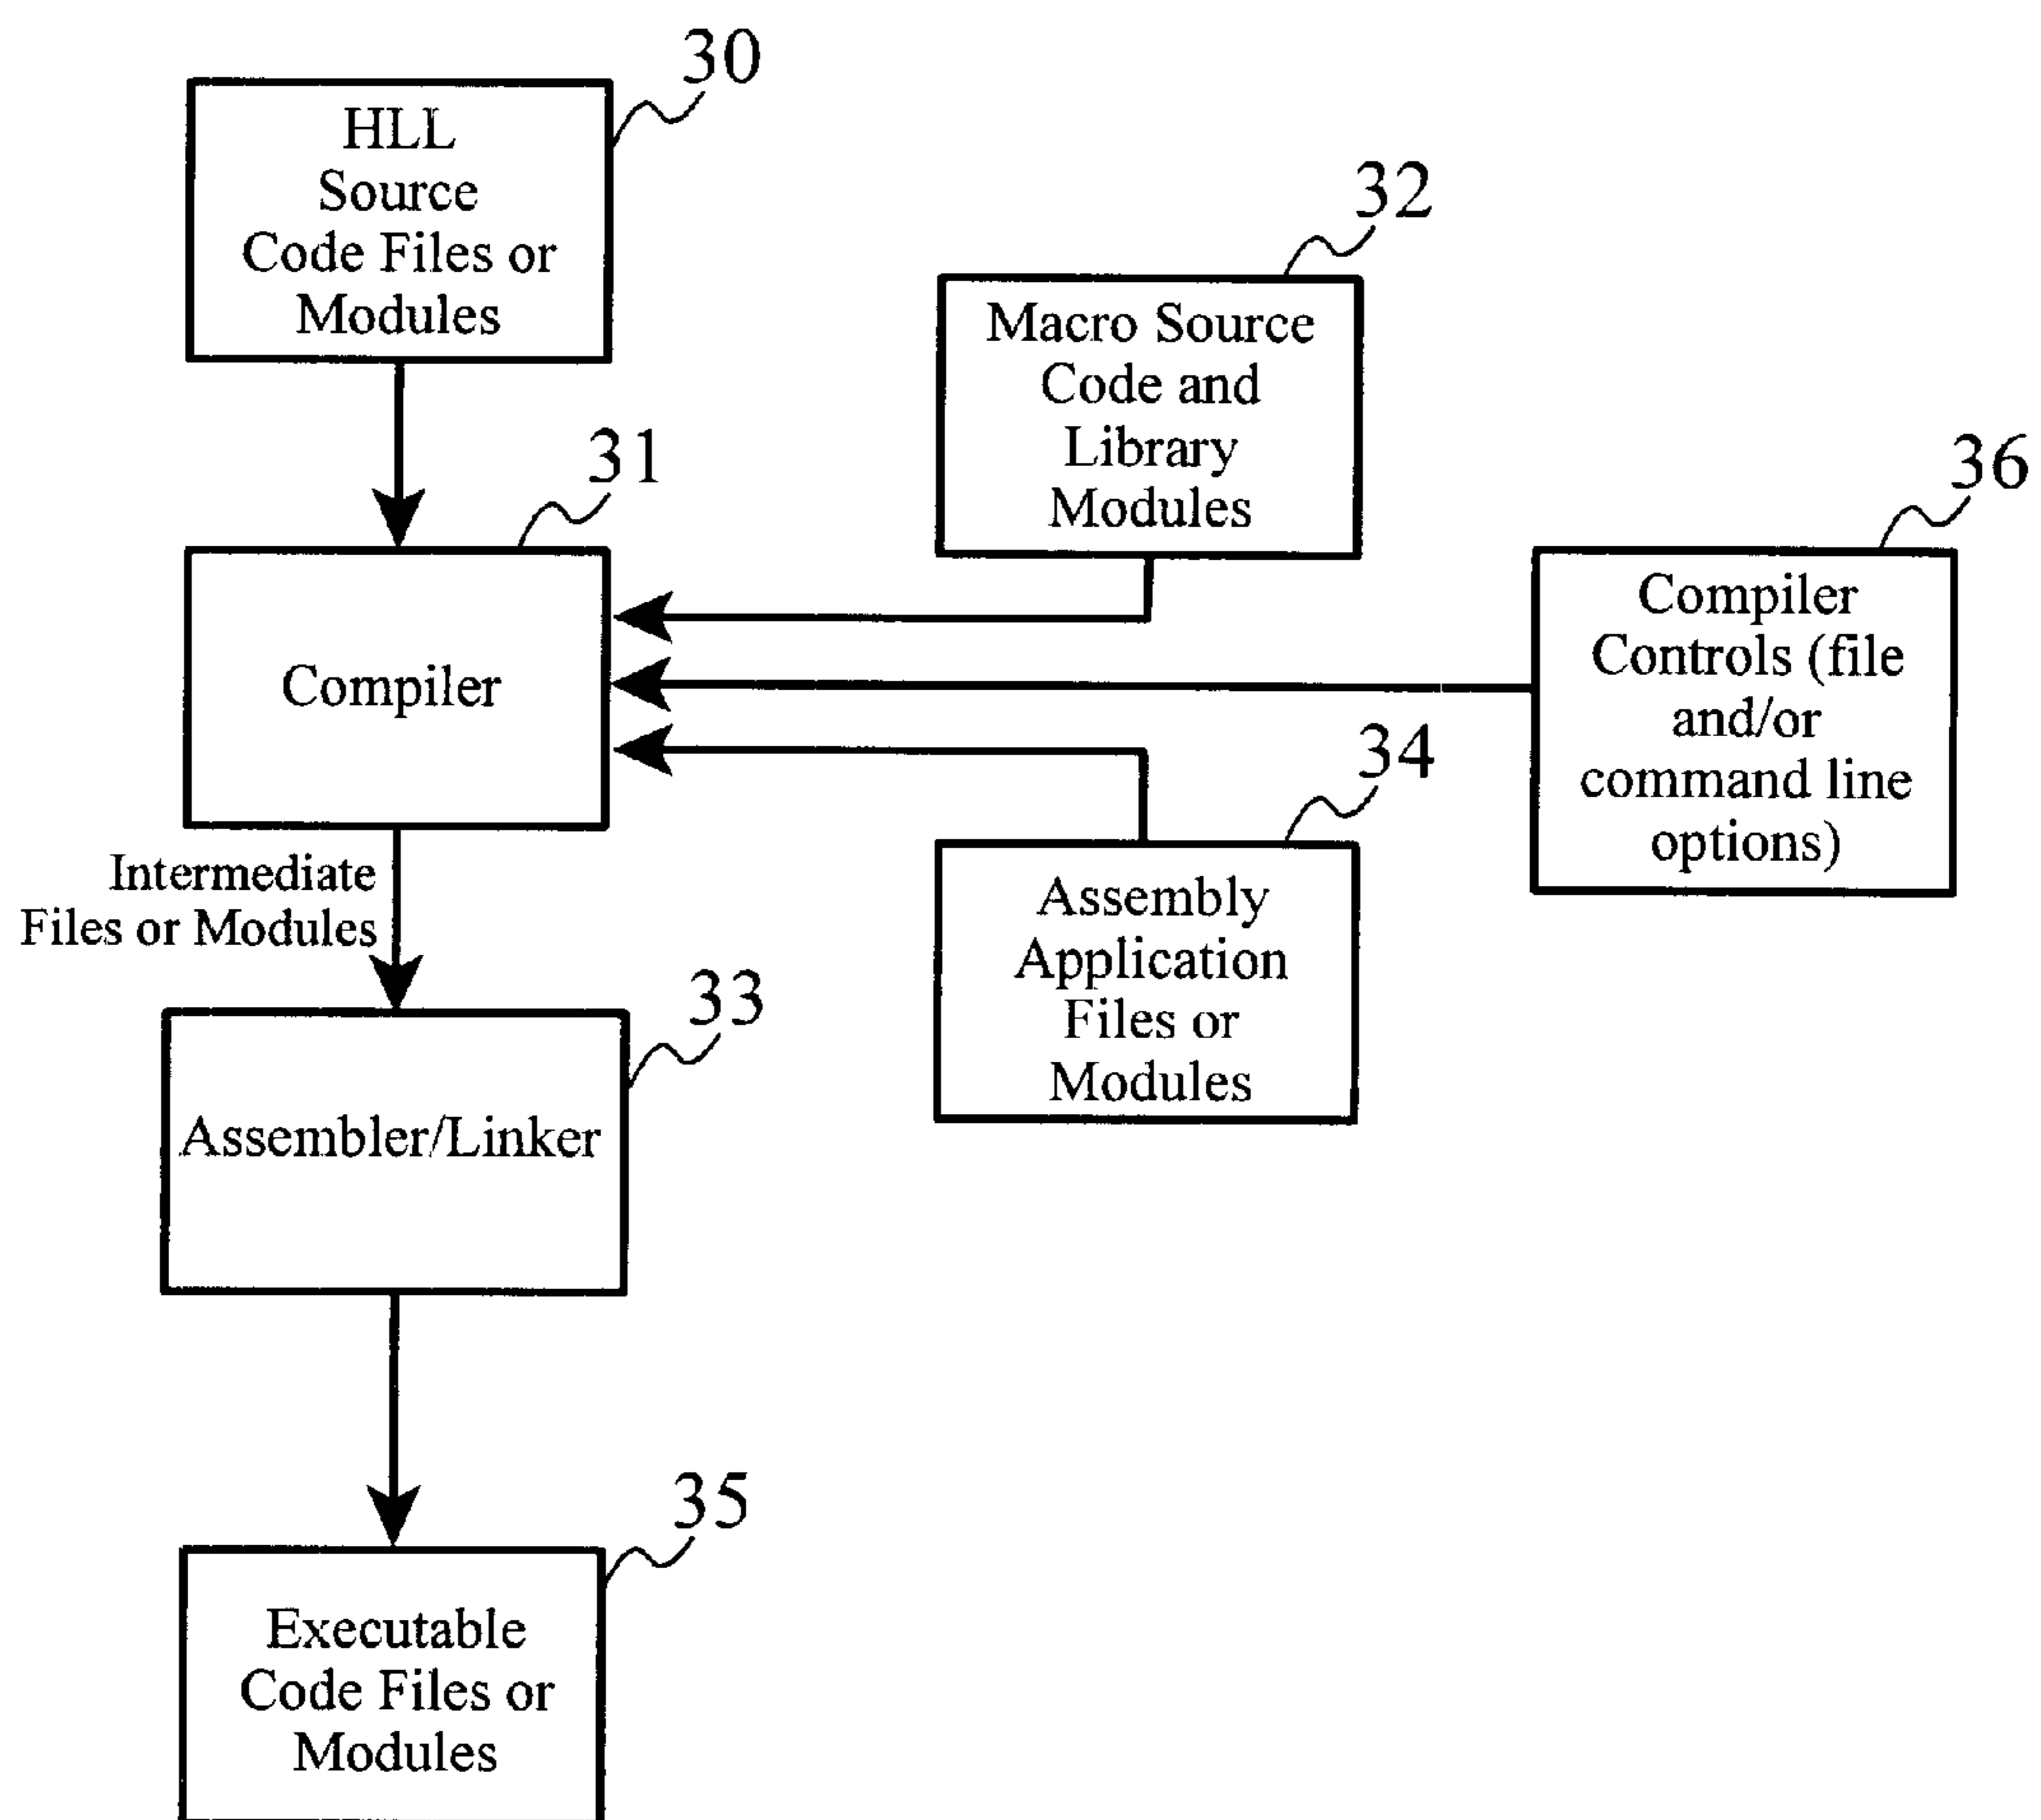 30
HLL
Source
Code Files or
Modules
32
Macro Source
Code and
Library
Modules
31
Compiler
36
Compiler
Controls (file
and/or
command line
options)
34
Assembly
Application
Files or
Modules
Intermediate
Files or Modules
33
Assembler/Linker
35
Executable
Code Files or
Modules